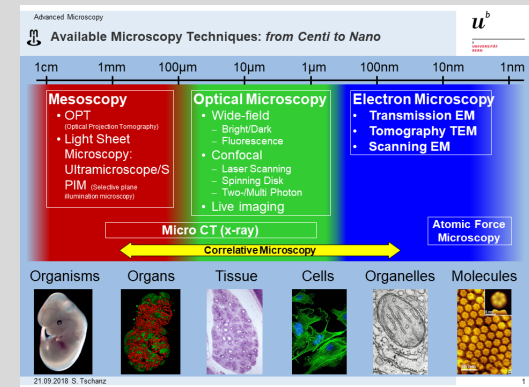 Advanced Microscopy
Available Microscopy Techniques: from Centi to Nano
u^b
UNIVERSITÄT
BERN
1cm 1mm 100µm 10µm 1µm 100nm 10nm 1nm
Mesoscopy
• OPT
(Optical Projection Tomography)
• Light Sheet
Microscopy:
Ultramicroscope/S
PIM (Selective plane
illumination microscopy)
Optical Microscopy
• Wide-field
– Bright/Dark
– Fluorescence
• Confocal
– Laser Scanning
– Spinning Disk
– Two-/Multi Photon
• Live imaging
Electron Microscopy
• Transmission EM
• Tomography TEM
• Scanning EM
Micro CT (x-ray)
Atomic Force
Microscopy
Correlative Microscopy
Organisms Organs Tissue Cells Organelles Molecules
21.09.2018 S. Tschanz
1